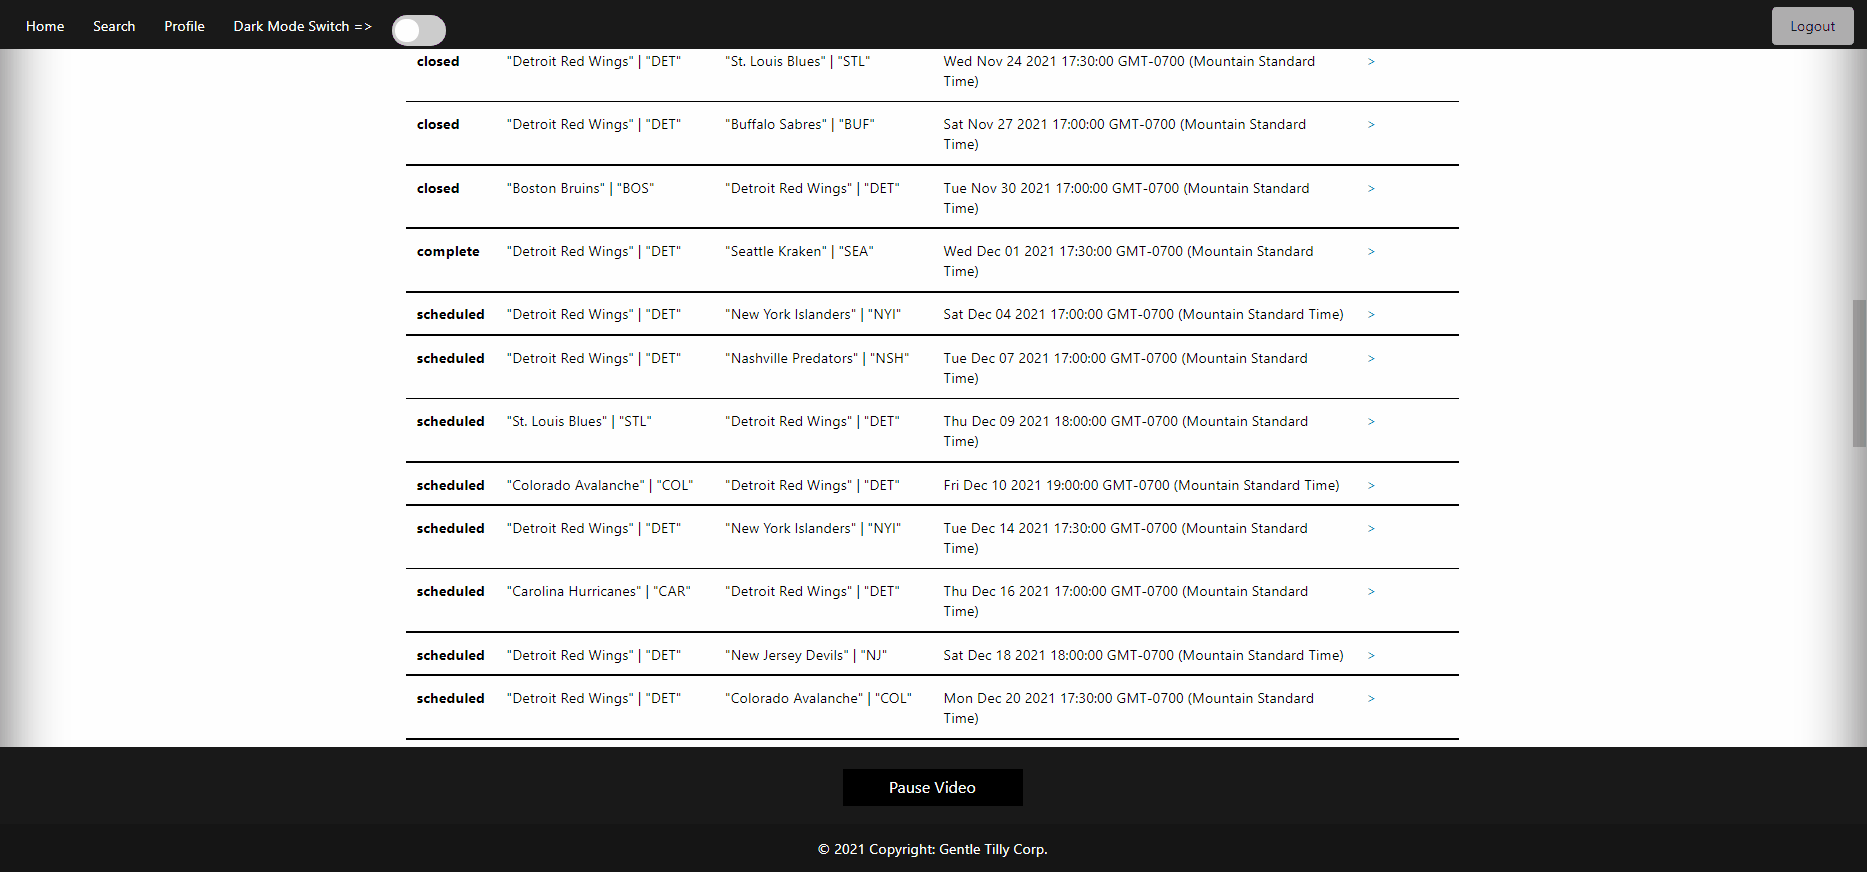 Home Search Profile Dark Mode Switch => Logout
closed "Detroit Red Wings" | "DET" "St. Louis Blues" | "STL" Wed Nov 24 2021 17:30:00 GMT-0700 (Mountain Standard >
Time)
closed "Detroit Red Wings" | "DET" "Buffalo Sabres" | "BUF" Sat Nov 27 2021 17:00:00 GMT-0700 (Mountain Standard >
Time)
closed "Boston Bruins" | "BOS" "Detroit Red Wings" | "DET" Tue Nov 30 2021 17:00:00 GMT-0700 (Mountain Standard >
Time)
complete "Detroit Red Wings" | "DET" "Seattle Kraken" | "SEA" Wed Dec 01 2021 17:30:00 GMT-0700 (Mountain Standard >
Time)
scheduled "Detroit Red Wings" | "DET" "New York Islanders" | "NYI" Sat Dec 04 2021 17:00:00 GMT-0700 (Mountain Standard Time) >
scheduled "Detroit Red Wings" | "DET" "Nashville Predators" | "NSH" Tue Dec 07 2021 17:00:00 GMT-0700 (Mountain Standard >
Time)
scheduled "St. Louis Blues" | "STL" "Detroit Red Wings" | "DET" Thu Dec 09 2021 18:00:00 GMT-0700 (Mountain Standard >
Time)
scheduled "Colorado Avalanche" | "COL" "Detroit Red Wings" | "DET" Fri Dec 10 2021 19:00:00 GMT-0700 (Mountain Standard Time) >
scheduled "Detroit Red Wings" | "DET" "New York Islanders" | "NYI" Tue Dec 14 2021 17:30:00 GMT-0700 (Mountain Standard >
Time)
scheduled "Carolina Hurricanes" | "CAR" "Detroit Red Wings" | "DET" Thu Dec 16 2021 17:00:00 GMT-0700 (Mountain Standard >
Time)
scheduled "Detroit Red Wings" | "DET" "New Jersey Devils" | "NJ" Sat Dec 18 2021 18:00:00 GMT-0700 (Mountain Standard Time) >
scheduled "Detroit Red Wings" | "DET" "Colorado Avalanche" | "COL" Mon Dec 20 2021 17:30:00 GMT-0700 (Mountain Standard >
Time)
Pause Video
© 2021 Copyright: Gentle Tilly Corp.